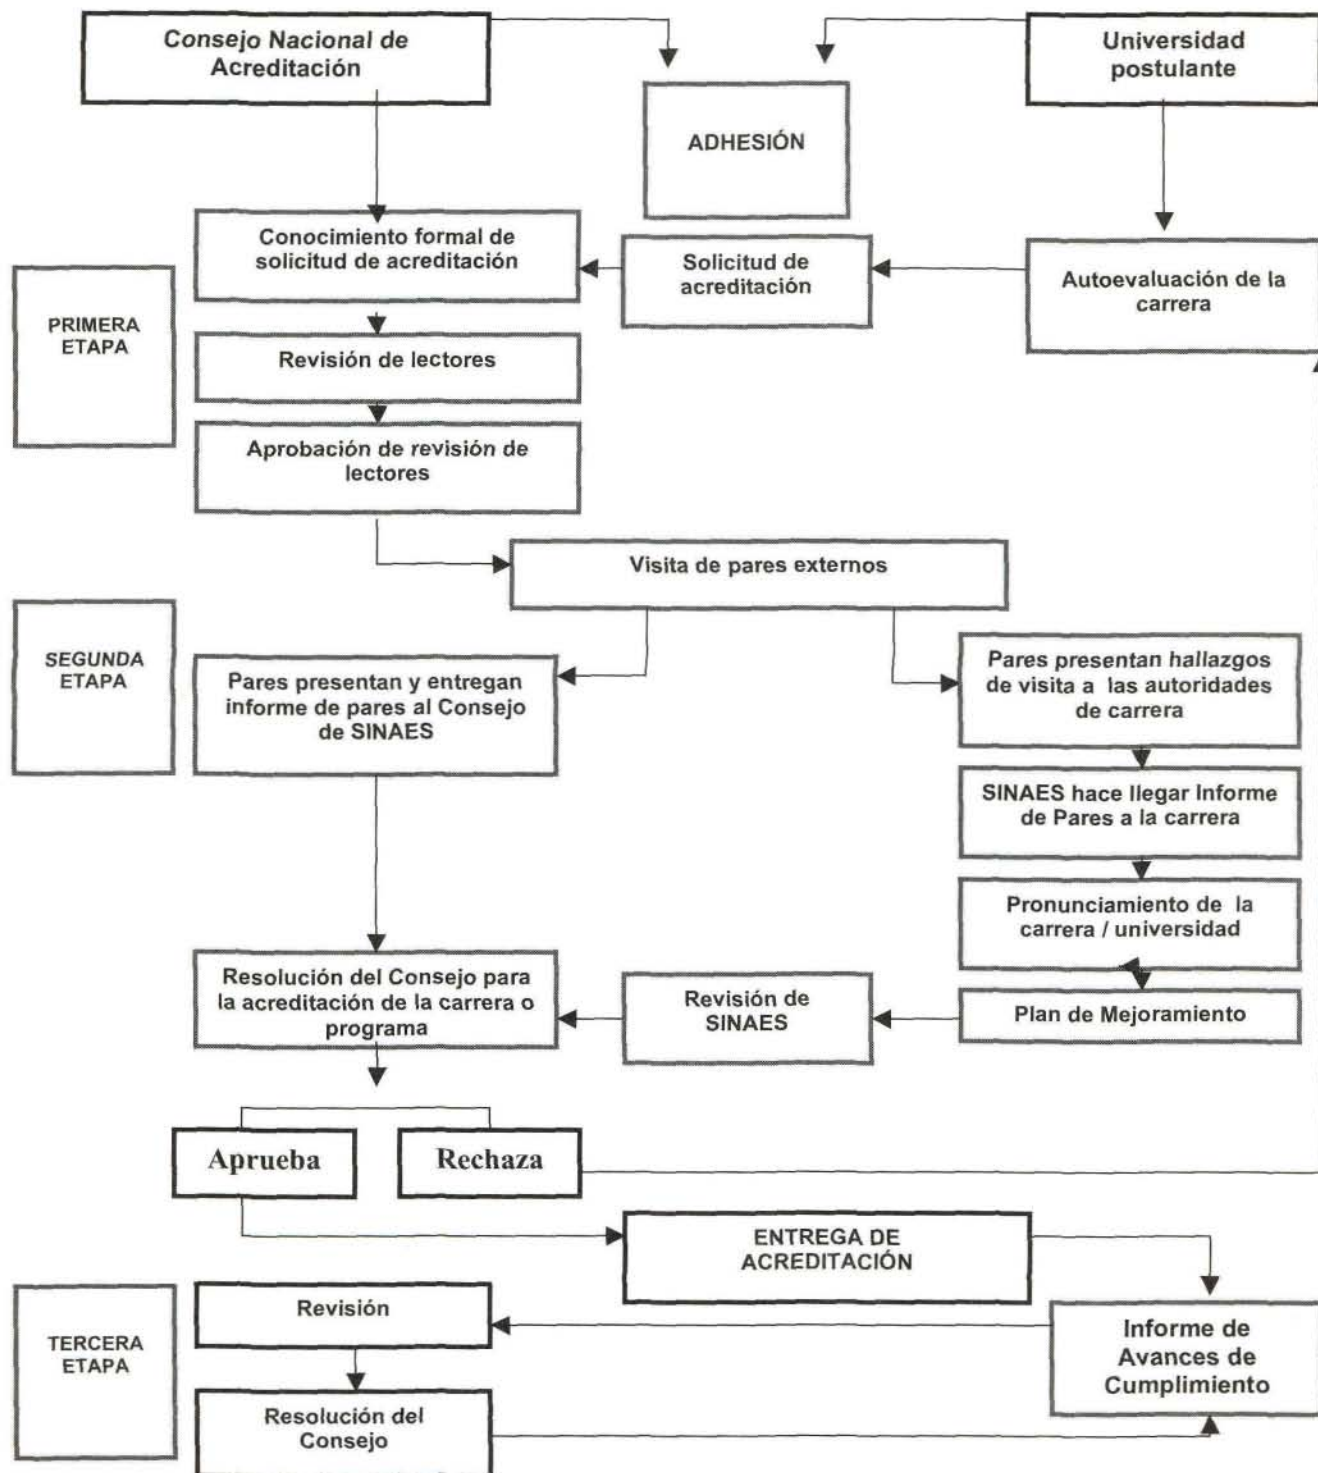 Consejo Nacional de
Acreditación
Universidad
postulante
ADHESIÓN
Conocimiento formal de
solicitud de acreditación
Solicitud de
acreditación
Autoevaluación de la
carrera
PRIMERA
ETAPA
Revisión de lectores
Aprobación de revisión de
lectores
Visita de pares externos
SEGUNDA
ETAPA
Pares presentan y entregan
informe de pares al Consejo
de SINAES
Pares presentan hallazgos
de visita a las autoridades
de carrera
SINAES hace llegar Informe
de Pares a la carrera
Pronunciamiento de la
carrera / universidad
Resolución del Consejo para
la acreditación de la carrera o
programa
Revisión de
SINAES
Plan de Mejoramiento
Aprueba
Rechaza
ENTREGA DE
ACREDITACIÓN
TERCERA
ETAPA
Revisión
Informe de
Avances de
Cumplimiento
Resolución del
Consejo